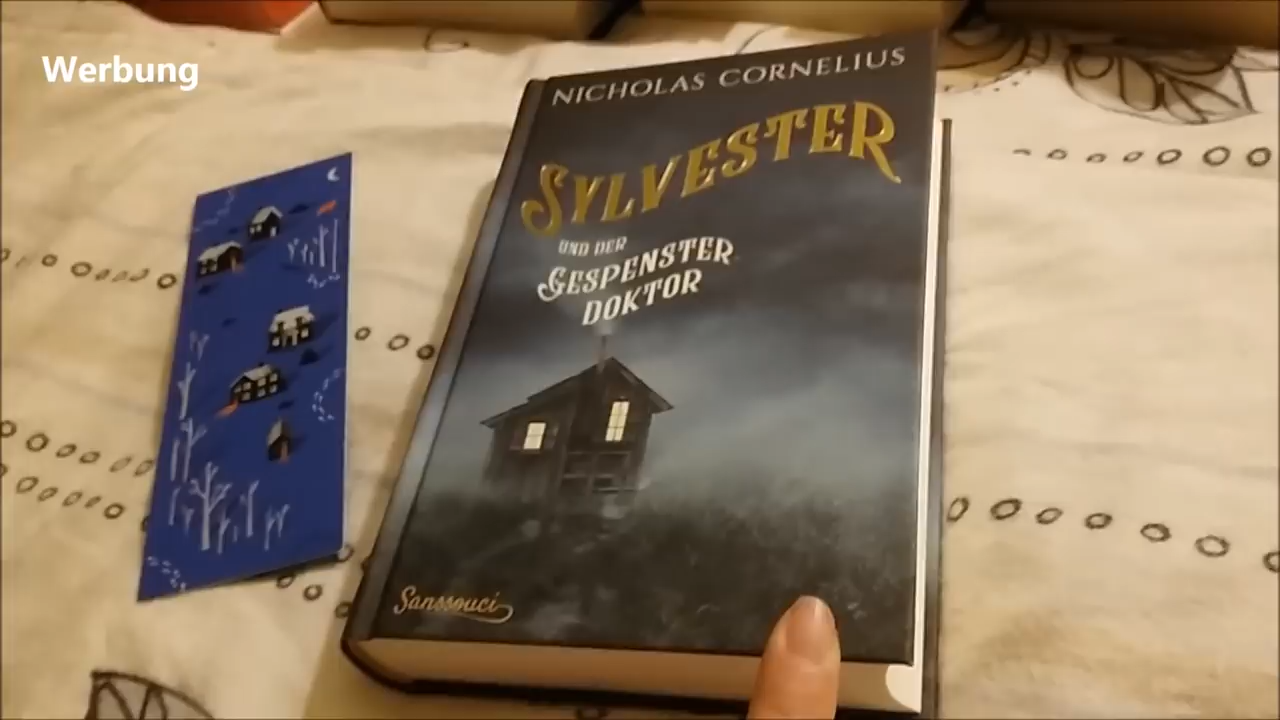 Werbung
NICHOLAS CORNELIUS
SYLVESTER
UND DER
GESPENSTER
DOKTOR
Sanssouci